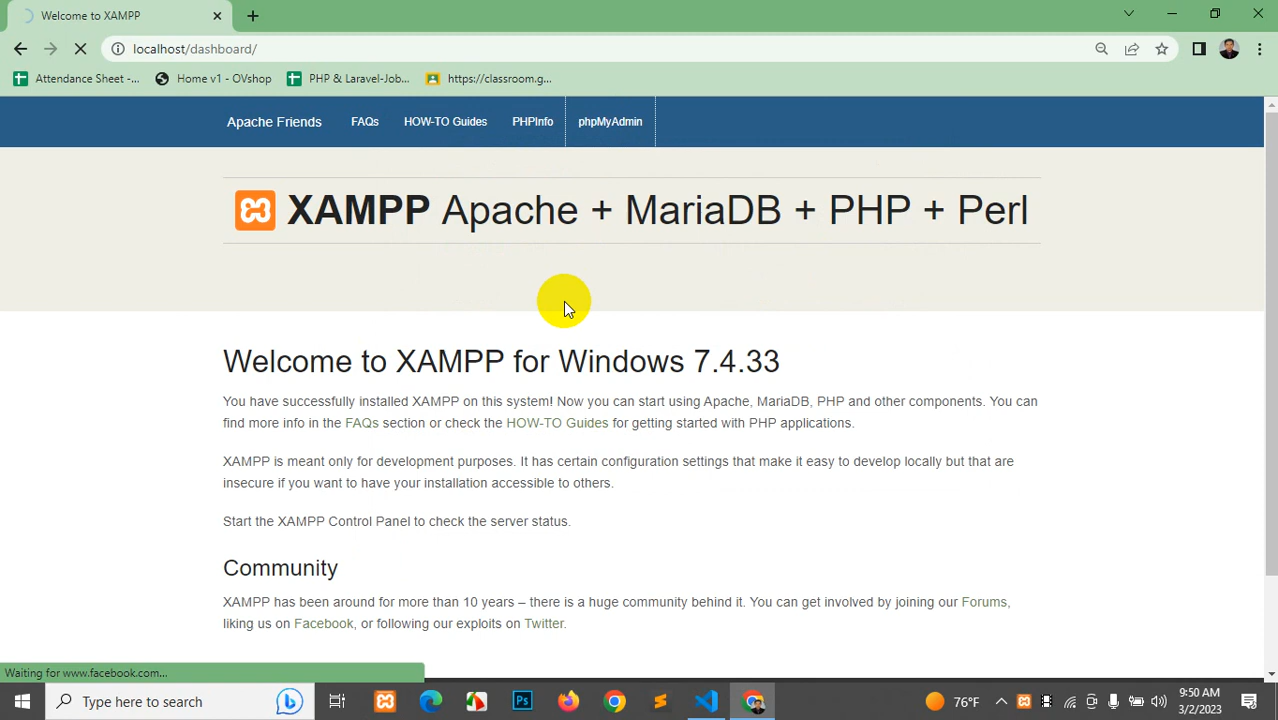 Welcome to XAMPP
localhost/dashboard/
Attendance Sheet -...
Home v1 - OVshop
PHP & Laravel-Job...
https://classroom.g...
Apache Friends
FAQs
HOW-TO Guides
PHPInfo
phpMyAdmin
XAMPP Apache + MariaDB + PHP + Perl
Welcome to XAMPP for Windows 7.4.33
You have successfully installed XAMPP on this system! Now you can start using Apache, MariaDB, PHP and other components. You can
find more info in the FAQs section or check the HOW-TO Guides for getting started with PHP applications.
XAMPP is meant only for development purposes. It has certain configuration settings that make it easy to develop locally but that are
insecure if you want to have your installation accessible to others.
Start the XAMPP Control Panel to check the server status.
Community
XAMPP has been around for more than 10 years – there is a huge community behind it. You can get involved by joining our Forums,
liking us on Facebook, or following our exploits on Twitter.
Waiting for www.facebook.com...
Type here to search
Ps
76°F
9:50 AM
3/2/2023